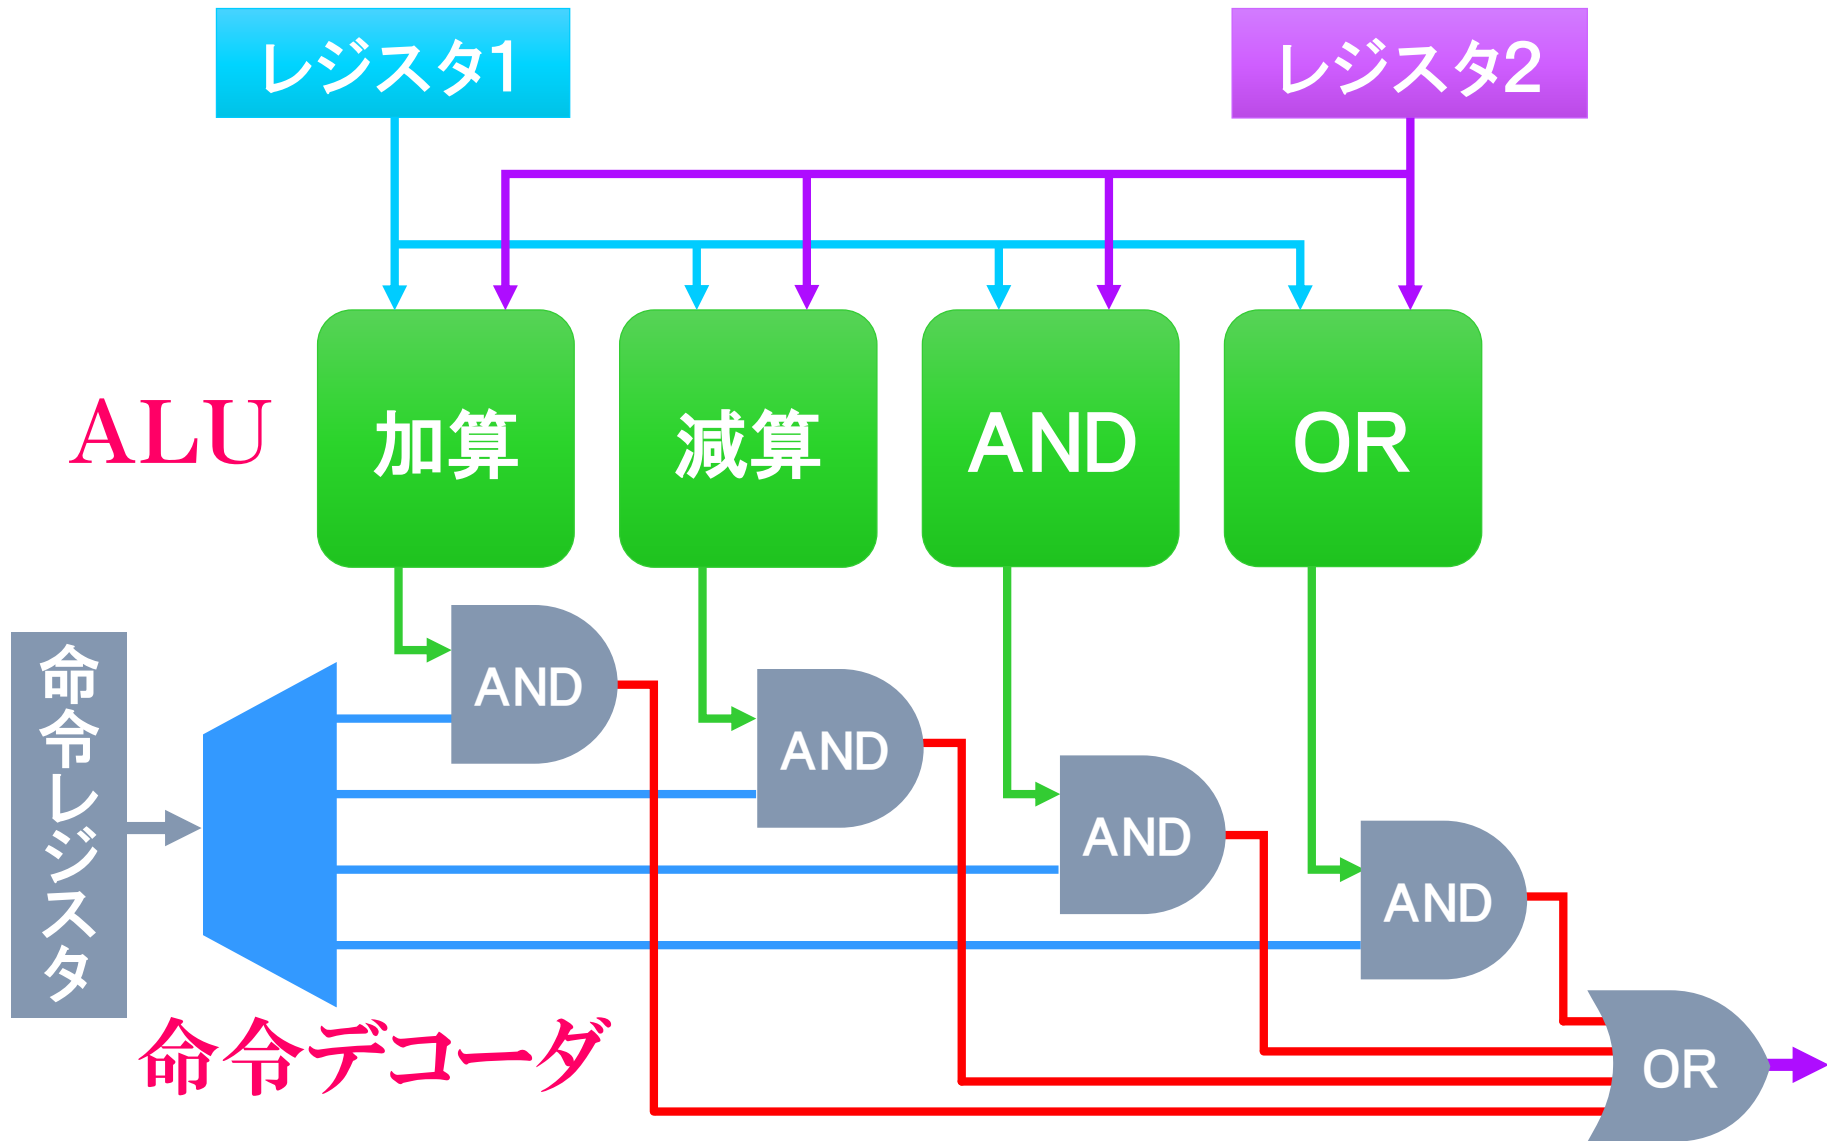 レジスタ1
レジスタ2
ALU
加算
減算
AND
OR
命令レジスタ
AND
AND
AND
AND
命令デコーダ
OR